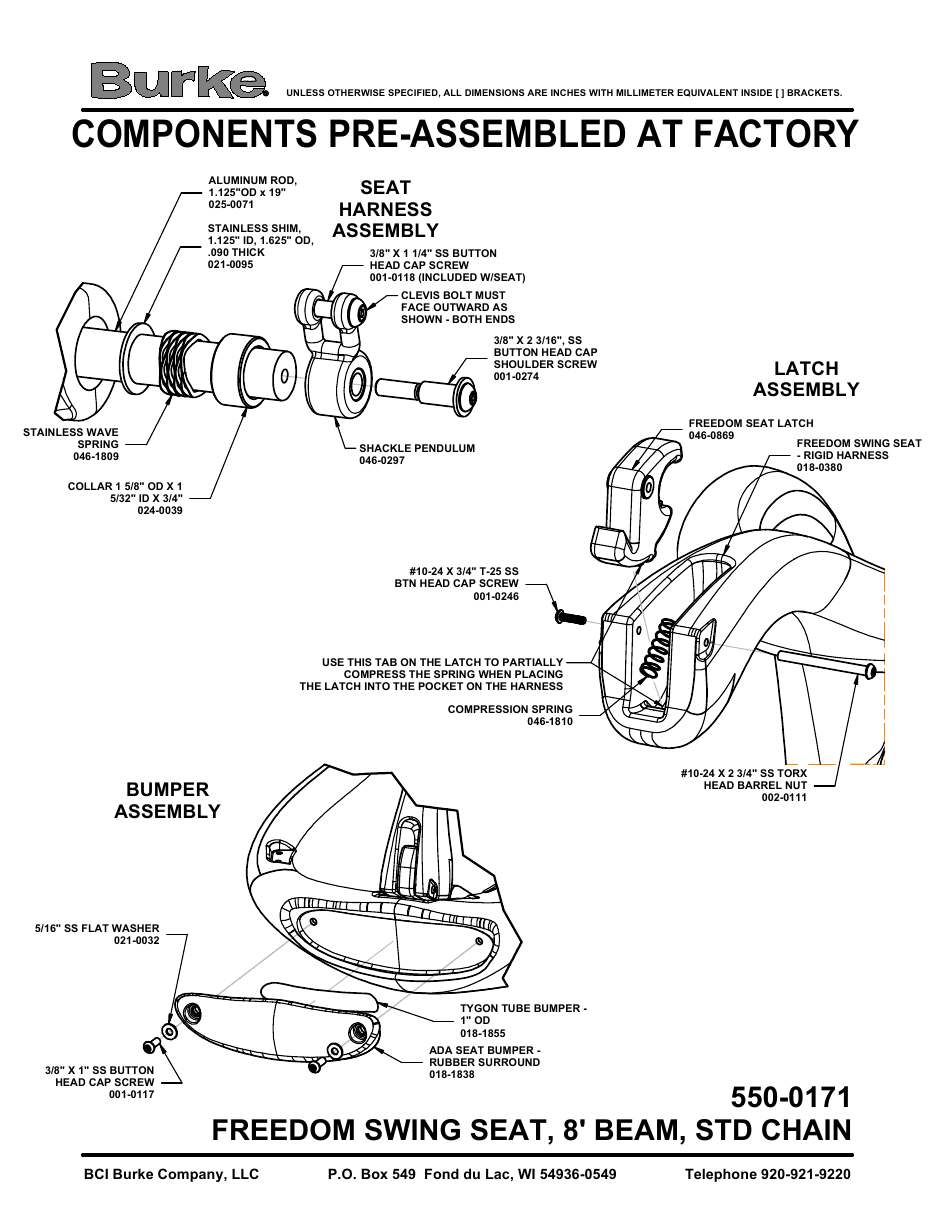 Burke
UNLESS OTHERWISE SPECIFIED, ALL DIMENSIONS ARE INCHES WITH MILLIMETER EQUIVALENT INSIDE [ ] BRACKETS.
COMPONENTS PRE-ASSEMBLED AT FACTORY
ALUMINUM ROD,
1.125"OD x 19"
025-0071
STAINLESS SHIM,
1.125" ID, 1.625" OD,
.090 THICK
021-0095
SEAT
HARNESS
ASSEMBLY
3/8" X 1 1/4" SS BUTTON
HEAD CAP SCREW
001-0118 (INCLUDED W/SEAT)
CLEVIS BOLT MUST
FACE OUTWARD AS
SHOWN - BOTH ENDS
3/8" X 2 3/16", SS
BUTTON HEAD CAP
SHOULDER SCREW
001-0274
STAINLESS WAVE
SPRING
046-1809
COLLAR 1 5/8" OD X 1
5/32" ID X 3/4"
024-0039
SHACKLE PENDULUM
046-0297
LATCH
ASSEMBLY
FREEDOM SEAT LATCH
046-0869
FREEDOM SWING SEAT
- RIGID HARNESS
018-0380
#10-24 X 3/4" T-25 SS
BTN HEAD CAP SCREW
001-0246
USE THIS TAB ON THE LATCH TO PARTIALLY
COMPRESS THE SPRING WHEN PLACING
THE LATCH INTO THE POCKET ON THE HARNESS
COMPRESSION SPRING
046-1810
#10-24 X 2 3/4" SS TORX
HEAD BARREL NUT
002-0111
BUMPER
ASSEMBLY
5/16" SS FLAT WASHER
021-0032
TYGON TUBE BUMPER -
1" OD
018-1855
ADA SEAT BUMPER -
RUBBER SURROUND
018-1838
3/8" X 1" SS BUTTON
HEAD CAP SCREW
001-0117
550-0171
FREEDOM SWING SEAT, 8' BEAM, STD CHAIN
BCI Burke Company, LLC P.O. Box 549 Fond du Lac, WI 54936-0549 Telephone 920-921-9220